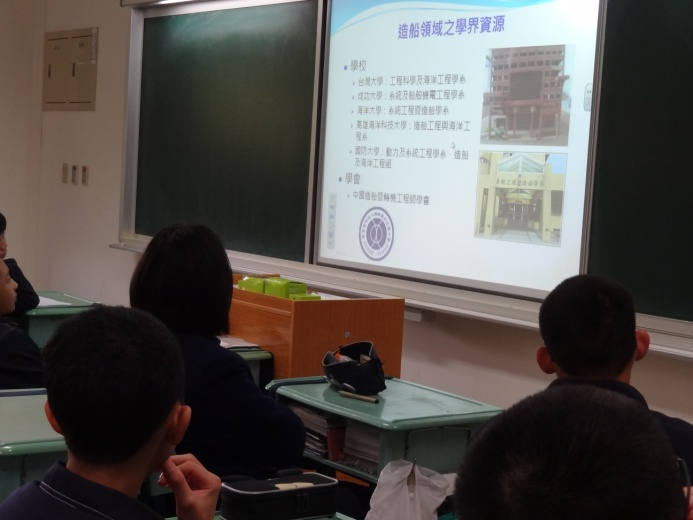 造船領域之學界資源
學校
台灣大學：工程科學及海洋工程學系
成功大學：系統及船舶機電工程學系
海洋大學：系統工程暨造船學系
高雄海洋科技大學：造船工程與海洋工
程系
國防大學：動力及系統工程學系、造船
及海洋工程組
學會
中國造船暨輪機工程師學會